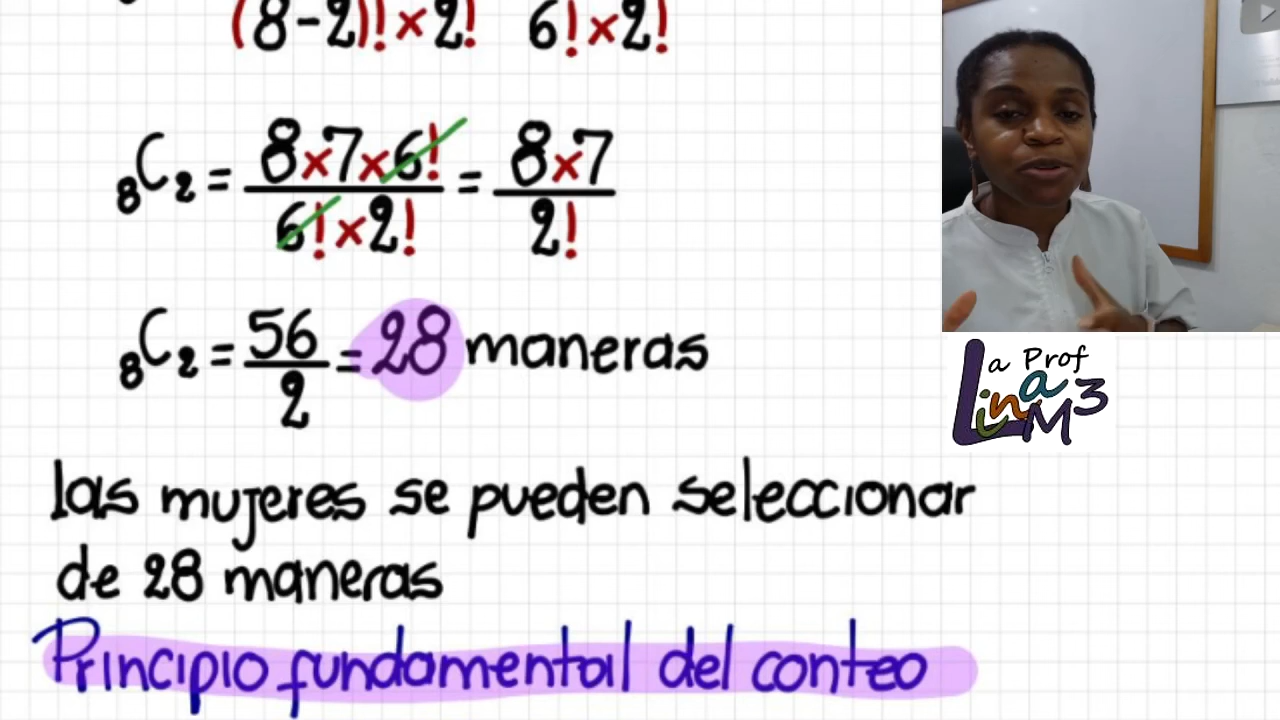 (8-2)!×2! 6!×2!
₈C₂ = 8×7×6! / 6!×2! = 8×7 / 2!
₈C₂ = 56 / 2 = 28 maneras
las mujeres se pueden seleccionar
de 28 maneras
Principio fundamental del conteo
La Prof
Lina M3